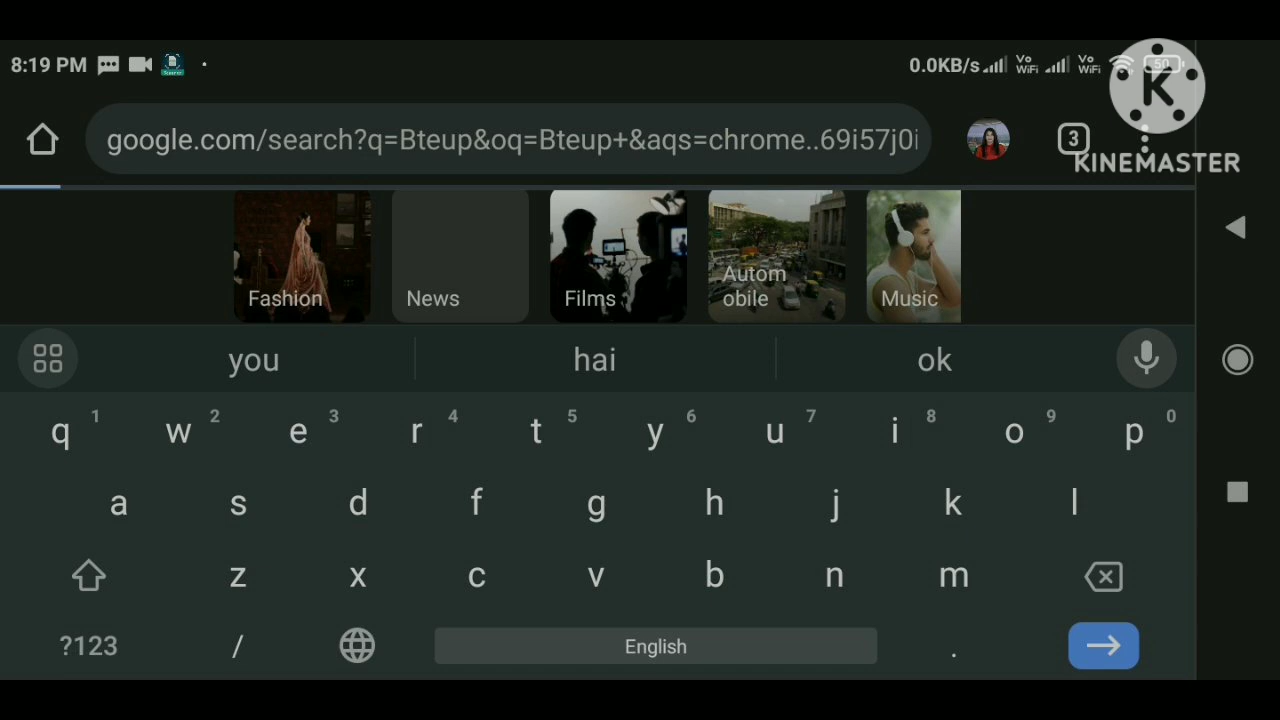 8:19 PM
0.0KB/s Vo WiFi Vo WiFi 50
google.com/search?q=Bteup&oq=Bteup+&aqs=chrome..69i57j0i
3
K
KINEMASTER
Fashion
News
Films
Autom
obile
Music
you hai ok
q 1 w 2 e 3 r 4 t 5 y 6 u 7 i 8 o 9 p 0
a s d f g h j k l
z x c v b n m
?123 / English .